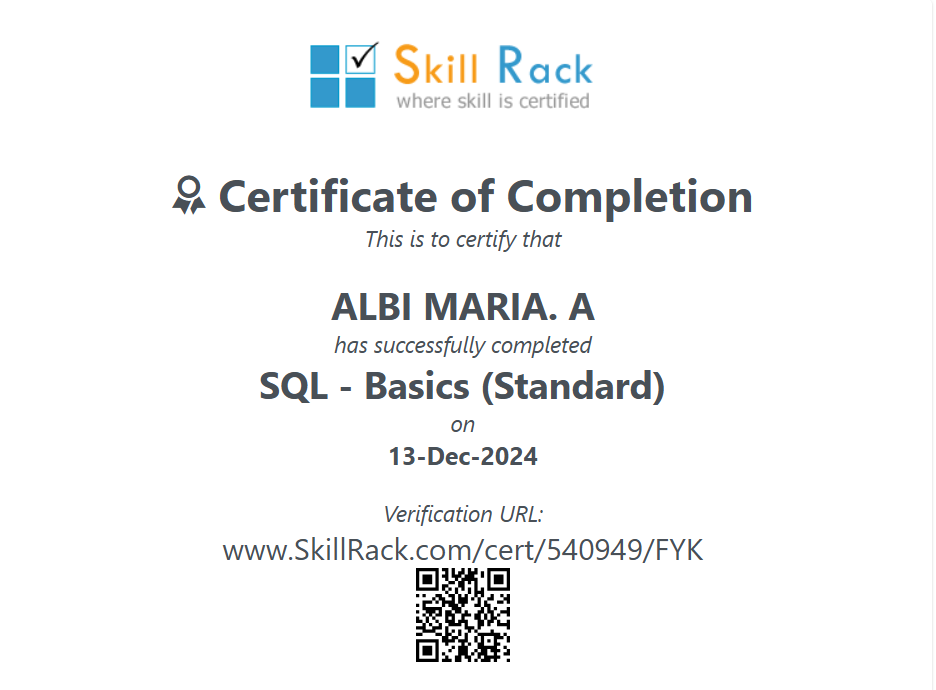 Skill Rack
where skill is certified
Certificate of Completion
This is to certify that
ALBI MARIA. A
has successfully completed
SQL - Basics (Standard)
on
13-Dec-2024
Verification URL:
www.SkillRack.com/cert/540949/FYK